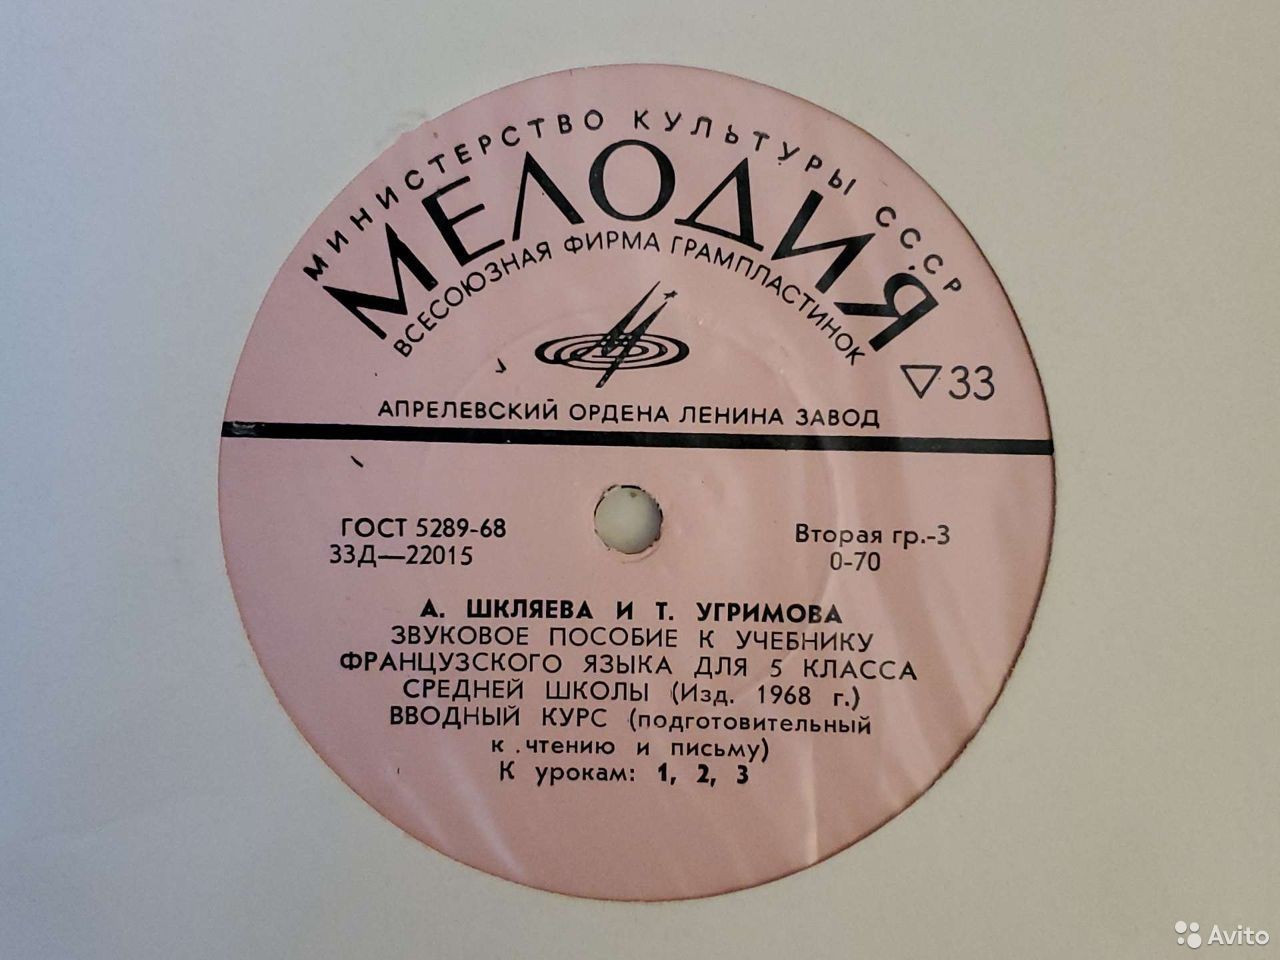 МИНИСТЕРСТВО КУЛЬТУРЫ СССР
МЕЛОДИЯ
ВСЕСОЮЗНАЯ ФИРМА ГРАМПЛАСТИНОК
▽33
АПРЕЛЕВСКИЙ ОРДЕНА ЛЕНИНА ЗАВОД
ГОСТ 5289-68
33Д—22015
Вторая гр.-3
0-70
А. ШКЛЯЕВА И Т. УГРИМОВА
ЗВУКОВОЕ ПОСОБИЕ К УЧЕБНИКУ
ФРАНЦУЗСКОГО ЯЗЫКА ДЛЯ 5 КЛАССА
СРЕДНЕЙ ШКОЛЫ (Изд. 1968 г.)
ВВОДНЫЙ КУРС (подготовительный
к чтению и письму)
К урокам: 1, 2, 3
Avito